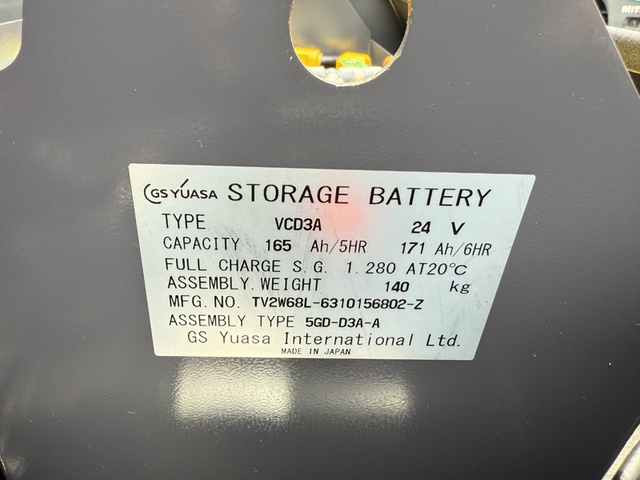 GS YUASA STORAGE BATTERY
TYPE VCD3A 24 V
CAPACITY 165 Ah/5HR 171 Ah/6HR
FULL CHARGE S.G. 1.280 AT20℃
ASSEMBLY.WEIGHT 140 kg
MFG.NO. TV2W68L-6310156802-Z
ASSEMBLY TYPE 5GD-D3A-A
GS Yuasa International Ltd.
MADE IN JAPAN